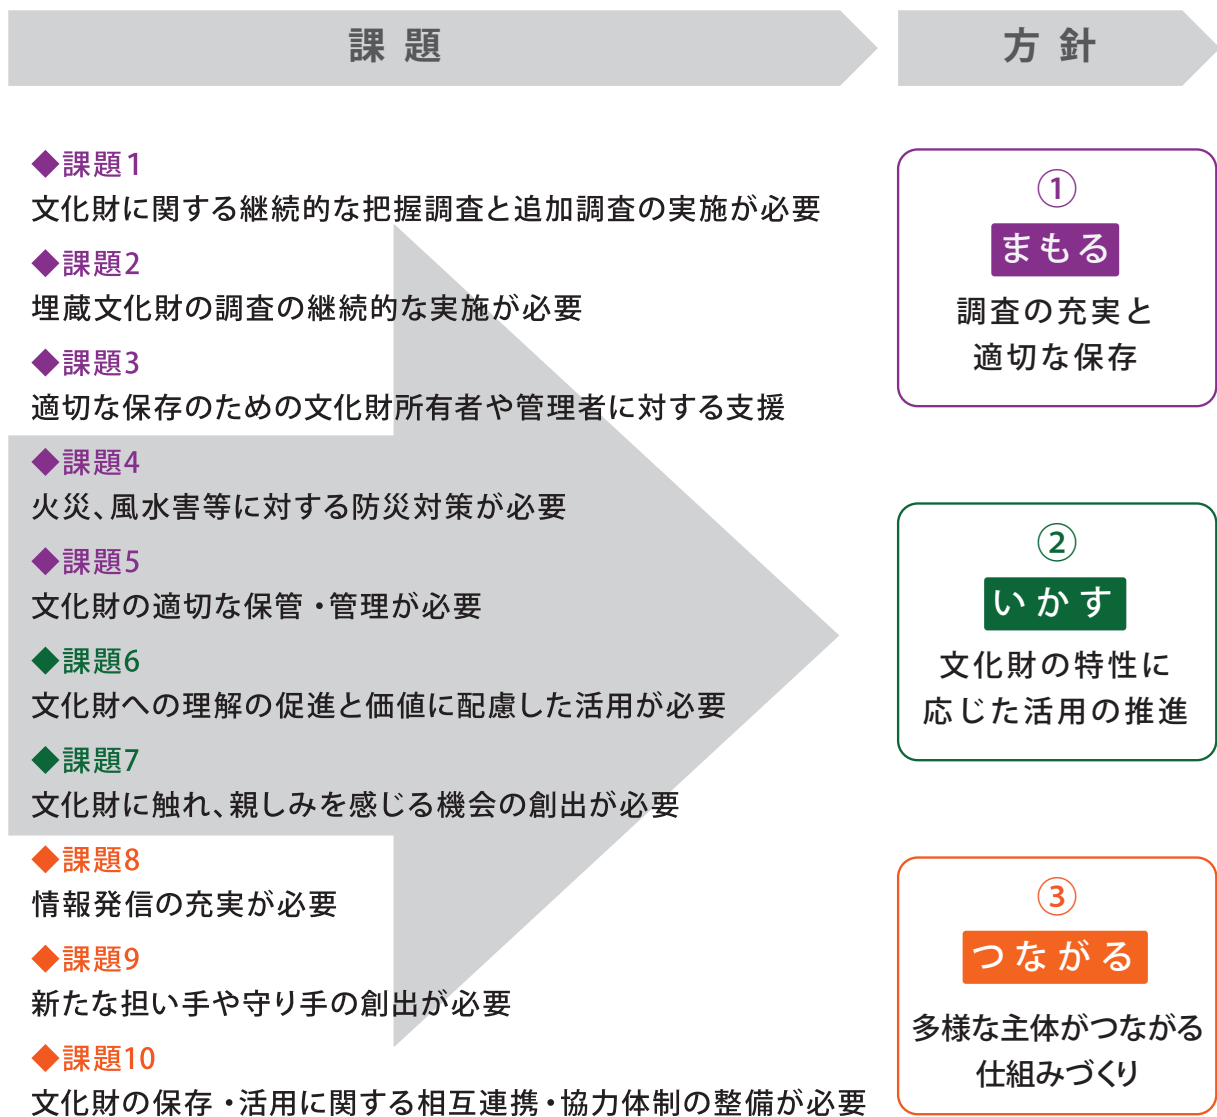 課題
方針
◆課題1
文化財に関する継続的な把握調査と追加調査の実施が必要
◆課題2
埋蔵文化財の調査の継続的な実施が必要
◆課題3
適切な保存のための文化財所有者や管理者に対する支援
◆課題4
火災、風水害等に対する防災対策が必要
◆課題5
文化財の適切な保管・管理が必要
◆課題6
文化財への理解の促進と価値に配慮した活用が必要
◆課題7
文化財に触れ、親しみを感じる機会の創出が必要
◆課題8
情報発信の充実が必要
◆課題9
新たな担い手や守り手の創出が必要
◆課題10
文化財の保存・活用に関する相互連携・協力体制の整備が必要
①
まもる
調査の充実と
適切な保存
②
いかす
文化財の特性に
応じた活用の推進
③
つながる
多様な主体がつながる
仕組みづくり